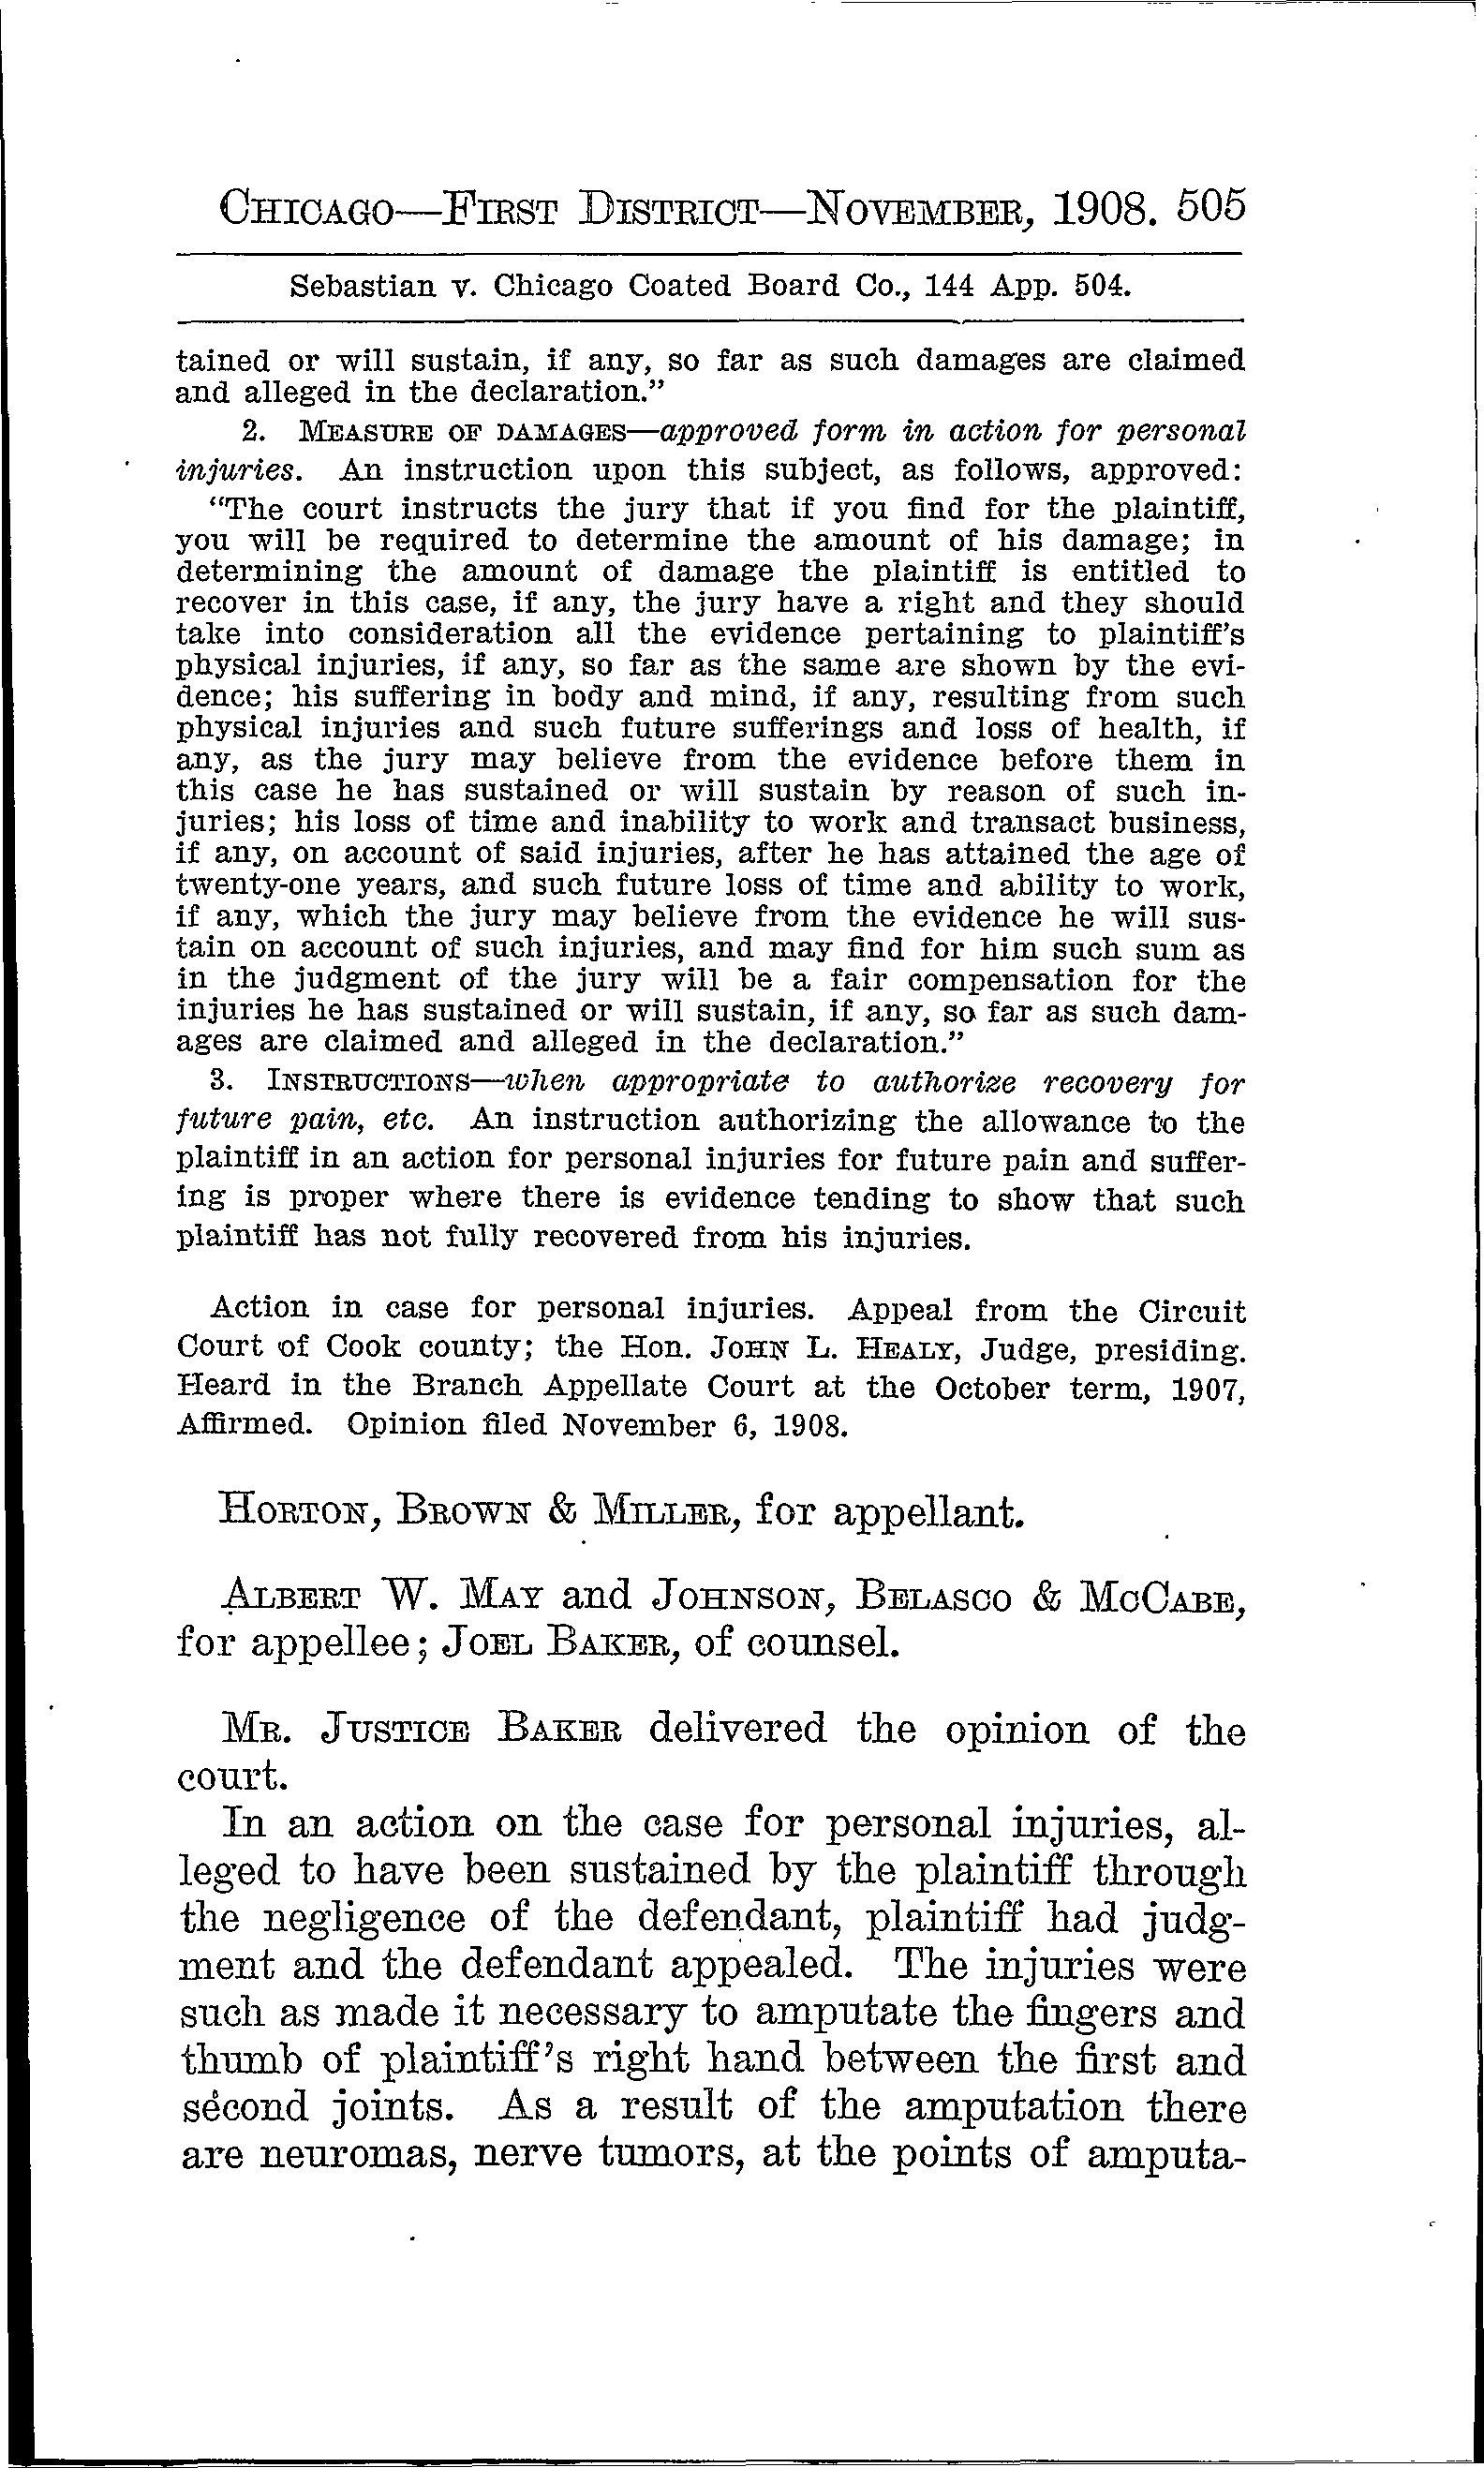 CHICAGO—FIRST DISTRICT—NOVEMBER, 1908. 505
Sebastian v. Chicago Coated Board Co., 144 App. 504.
tained or will sustain, if any, so far as such damages are claimed
and alleged in the declaration.”
2. MEASURE OF DAMAGES—approved form in action for personal
injuries. An instruction upon this subject, as follows, approved:
“The court instructs the jury that if you find for the plaintiff,
you will be required to determine the amount of his damage; in
determining the amount of damage the plaintiff is entitled to
recover in this case, if any, the jury have a right and they should
take into consideration all the evidence pertaining to plaintiff’s
physical injuries, if any, so far as the same are shown by the evi-
dence; his suffering in body and mind, if any, resulting from such
physical injuries and such future sufferings and loss of health, if
any, as the jury may believe from the evidence before them in
this case he has sustained or will sustain by reason of such in-
juries; his loss of time and inability to work and transact business,
if any, on account of said injuries, after he has attained the age of
twenty-one years, and such future loss of time and ability to work,
if any, which the jury may believe from the evidence he will sus-
tain on account of such injuries, and may find for him such sum as
in the judgment of the jury will be a fair compensation for the
injuries he has sustained or will sustain, if any, so far as such dam-
ages are claimed and alleged in the declaration.”
3. INSTRUCTIONS—when appropriate to authorize recovery for
future pain, etc. An instruction authorizing the allowance to the
plaintiff in an action for personal injuries for future pain and suffer-
ing is proper where there is evidence tending to show that such
plaintiff has not fully recovered from his injuries.
Action in case for personal injuries. Appeal from the Circuit
Court of Cook county; the Hon. JOHN L. HEALY, Judge, presiding.
Heard in the Branch Appellate Court at the October term, 1907,
Affirmed. Opinion filed November 6, 1908.
HORTON, BROWN & MILLER, for appellant.
ALBERT W. MAY and JOHNSON, BELASCO & MCCABE,
for appellee; JOEL BAKER, of counsel.
MR. JUSTICE BAKER delivered the opinion of the
court.
In an action on the case for personal injuries, al-
leged to have been sustained by the plaintiff through
the negligence of the defendant, plaintiff had judg-
ment and the defendant appealed. The injuries were
such as made it necessary to amputate the fingers and
thumb of plaintiff’s right hand between the first and
second joints. As a result of the amputation there
are neuromas, nerve tumors, at the points of amputa-